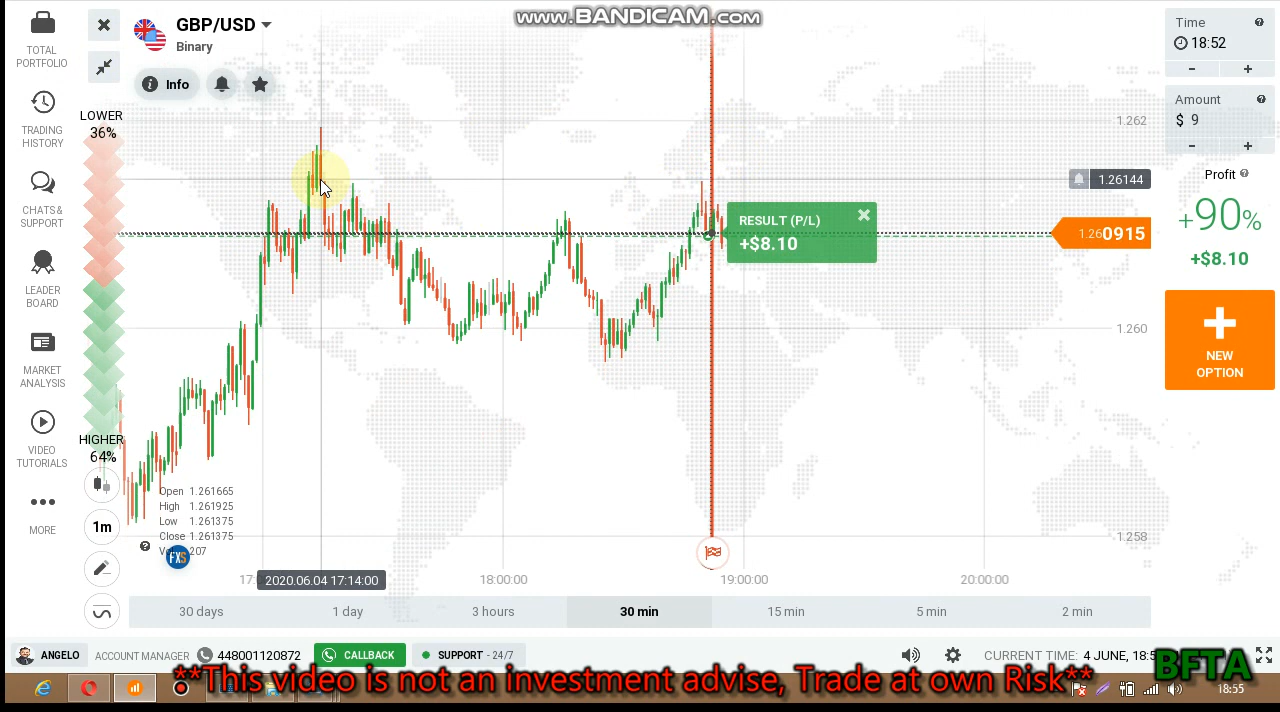 www.BANDICAM.com
TOTAL
PORTFOLIO
TRADING
HISTORY
CHATS &
SUPPORT
LEADER
BOARD
MARKET
ANALYSIS
VIDEO
TUTORIALS
MORE
GBP/USD
Binary
Info
LOWER
36%
HIGHER
64%
1m
Open 1.261665
High 1.261925
Low 1.261375
Close 1.261375
207
FXS
RESULT (P/L)
+$8.10
1.262
1.26144
1.260915
1.260
1.258
2020.06.04 17:14:00
18:00:00
19:00:00
20:00:00
30 days
1 day
3 hours
30 min
15 min
5 min
2 min
Time
18:52
- +
Amount
$ 9
- +
Profit
+90%
+$8.10
NEW
OPTION
ANGELO
ACCOUNT MANAGER
448001120872
CALLBACK
SUPPORT - 24/7
CURRENT TIME: 4 JUNE,
BFTA
**This video is not an investment advise, Trade at own Risk**
18:55